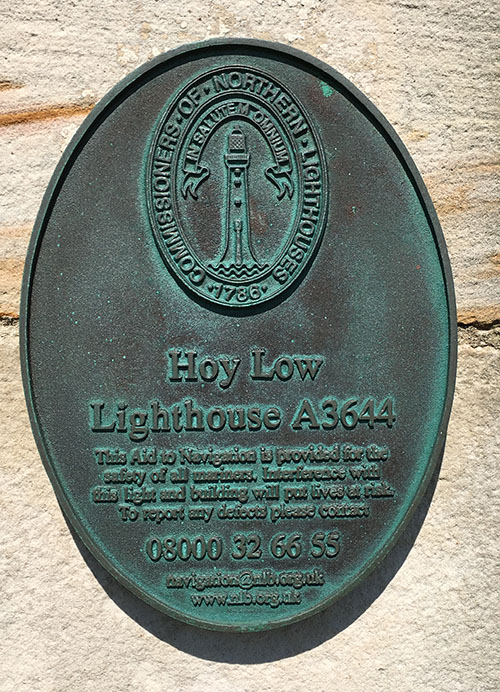 COMMISSIONERS · OF · NORTHERN · LIGHTHOUSES
IN SALUTEM OMNIUM
· 1786 ·
Hoy Low
Lighthouse A3644
This Aid to Navigation is provided for the
safety of all mariners. Interference with
this light and building will put lives at risk.
To report any defects please contact
08000 32 66 55
navigation@nlb.org.uk
www.nlb.org.uk